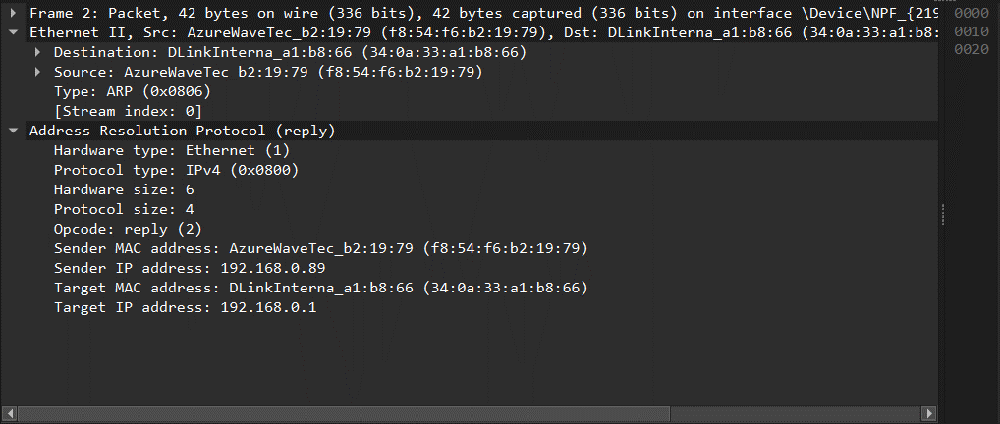 Frame 2: Packet, 42 bytes on wire (336 bits), 42 bytes captured (336 bits) on interface \Device\NPF_{219
Ethernet II, Src: AzureWaveTec_b2:19:79 (f8:54:f6:b2:19:79), Dst: DLinkInterna_a1:b8:66 (34:0a:33:a1:b8:
Destination: DLinkInterna_a1:b8:66 (34:0a:33:a1:b8:66)
Source: AzureWaveTec_b2:19:79 (f8:54:f6:b2:19:79)
Type: ARP (0x0806)
[Stream index: 0]
Address Resolution Protocol (reply)
Hardware type: Ethernet (1)
Protocol type: IPv4 (0x0800)
Hardware size: 6
Protocol size: 4
Opcode: reply (2)
Sender MAC address: AzureWaveTec_b2:19:79 (f8:54:f6:b2:19:79)
Sender IP address: 192.168.0.89
Target MAC address: DLinkInterna_a1:b8:66 (34:0a:33:a1:b8:66)
Target IP address: 192.168.0.1
0000
0010
0020